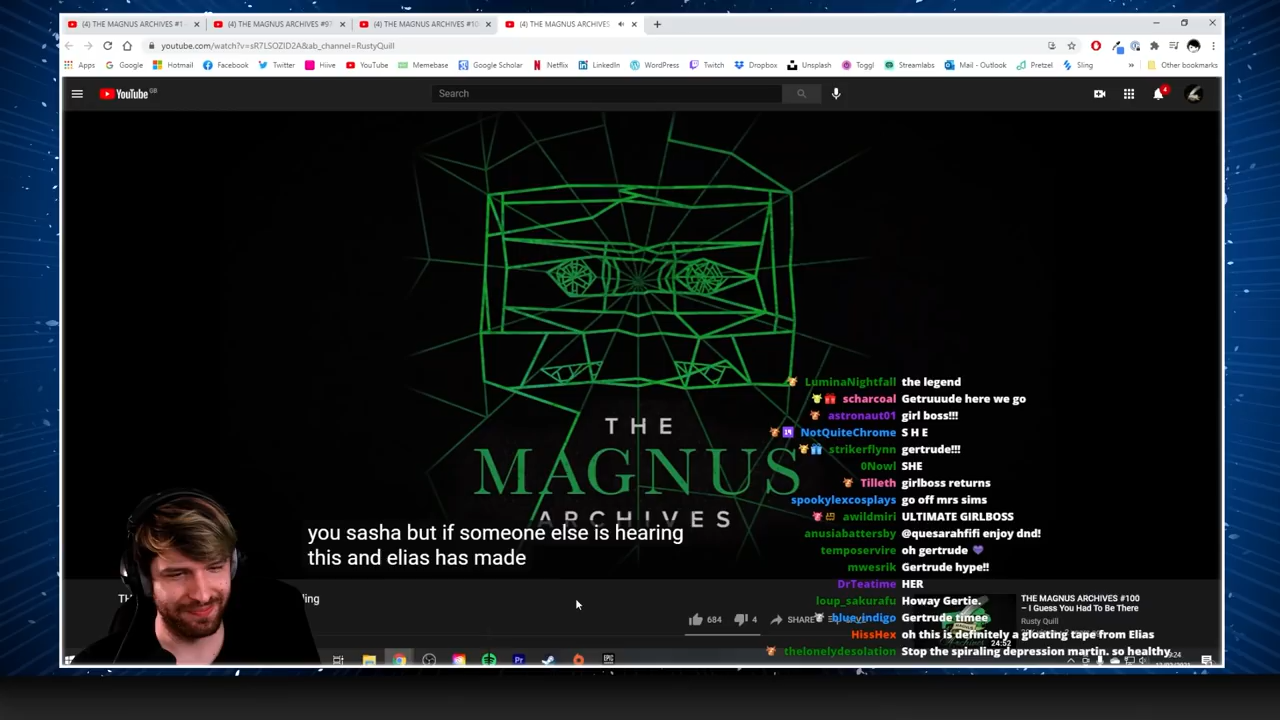 (4) THE MAGNUS ARCHIVES #1
(4) THE MAGNUS ARCHIVES #97
(4) THE MAGNUS ARCHIVES #10
(4) THE MAGNUS ARCHIVES
youtube.com/watch?v=sR7LSOZID2A&ab_channel=RustyQuill
Apps Google Hotmail Facebook Twitter Hive YouTube Memebase Google Scholar Netflix LinkedIn WordPress Twitch Dropbox Unsplash Toggl Streamlabs Mail - Outlook Pretzel Sling » Other bookmarks
YouTube GB
Search
4
THE
MAGNUS
ARCHIVES
you sasha but if someone else is hearing
this and elias has made
LuminaNightfall the legend
scharcoal Getruuude here we go
astronaut01 girl boss!!!
NotQuiteChrome S H E
strikerflynn gertrude!!!
0Nowl SHE
Tilleth girlboss returns
spookylexcosplays go off mrs sims
awildmiri ULTIMATE GIRLBOSS
anusiabattersby @quesarahfifi enjoy dnd!
temposervire oh gertrude 💜
mwesrik Gertrude hype!!
DrTeatime HER
loup_sakurafu Howay Gertie.
blue_indigo Gertrude timee
HissHex oh this is definitely a gloating tape from Elias
thelonelydesolation Stop the spiraling depression martin. so healthy
684
4
SHARE
THE MAGNUS ARCHIVES #100
– I Guess You Had To Be There
Rusty Quill
24:52